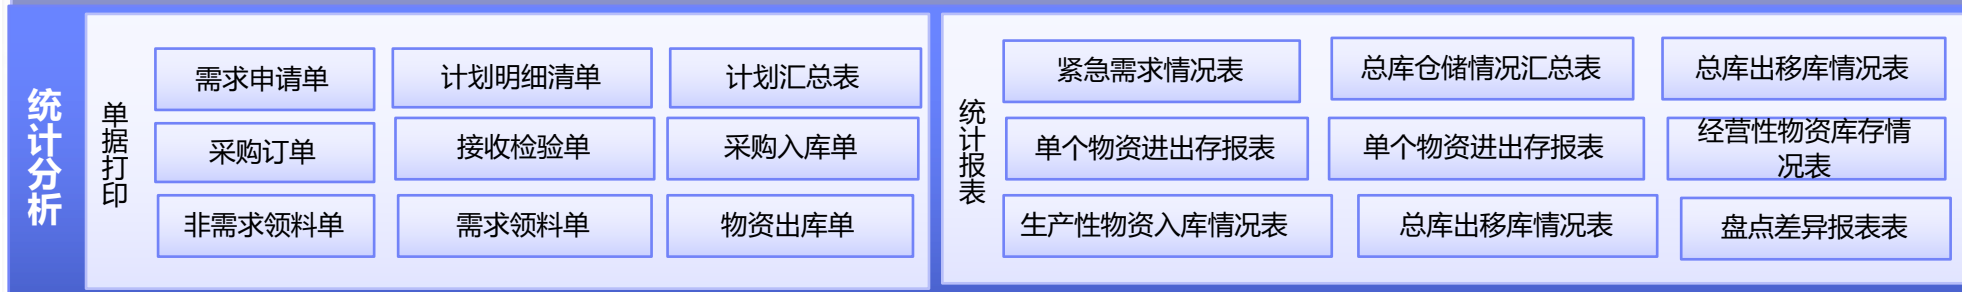 统计分析
单据打印
需求申请单
计划明细清单
计划汇总表
采购订单
接收检验单
采购入库单
非需求领料单
需求领料单
物资出库单
统计报表
紧急需求情况表
总库仓储情况汇总表
总库出移库情况表
单个物资进出存报表
单个物资进出存报表
经营性物资库存情
况表
生产性物资入库情况表
总库出移库情况表
盘点差异报表表